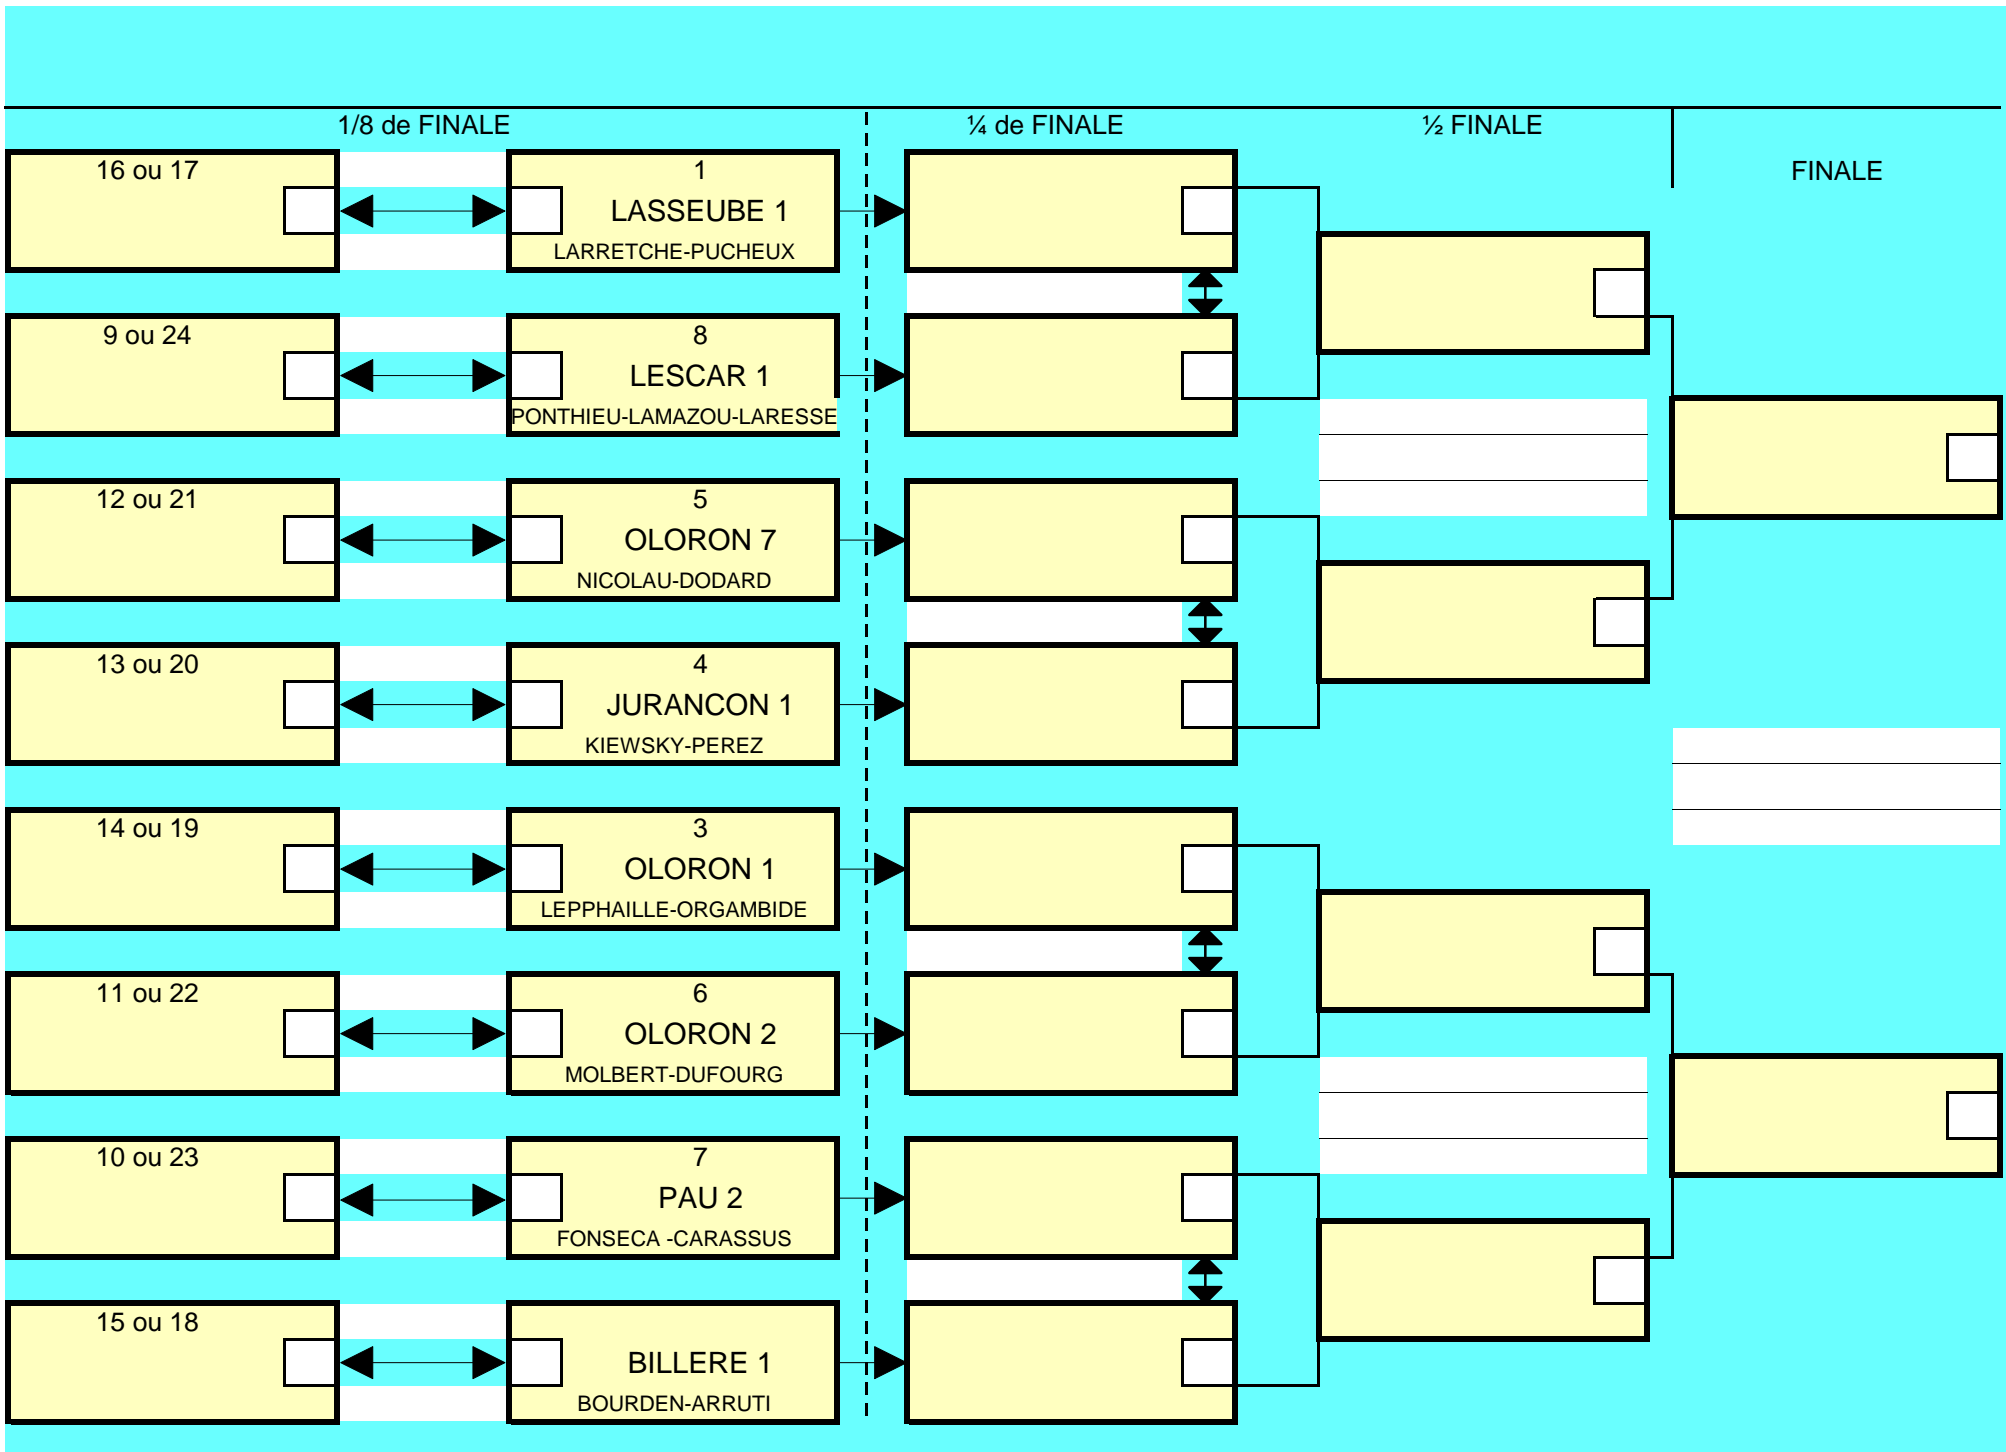 1/8 de FINALE
¼ de FINALE
½ FINALE
FINALE
16 ou 17
1
LASSEUBE 1
LARRETCHE-PUCHEUX
9 ou 24
8
LESCAR 1
PONTHIEU-LAMAZOU-LARESSE
12 ou 21
5
OLORON 7
NICOLAU-DODARD
13 ou 20
4
JURANCON 1
KIEWSKY-PEREZ
14 ou 19
3
OLORON 1
LEPPHAILLE-ORGAMBIDE
11 ou 22
6
OLORON 2
MOLBERT-DUFOURG
10 ou 23
7
PAU 2
FONSECA -CARASSUS
15 ou 18
BILLERE 1
BOURDEN-ARRUTI